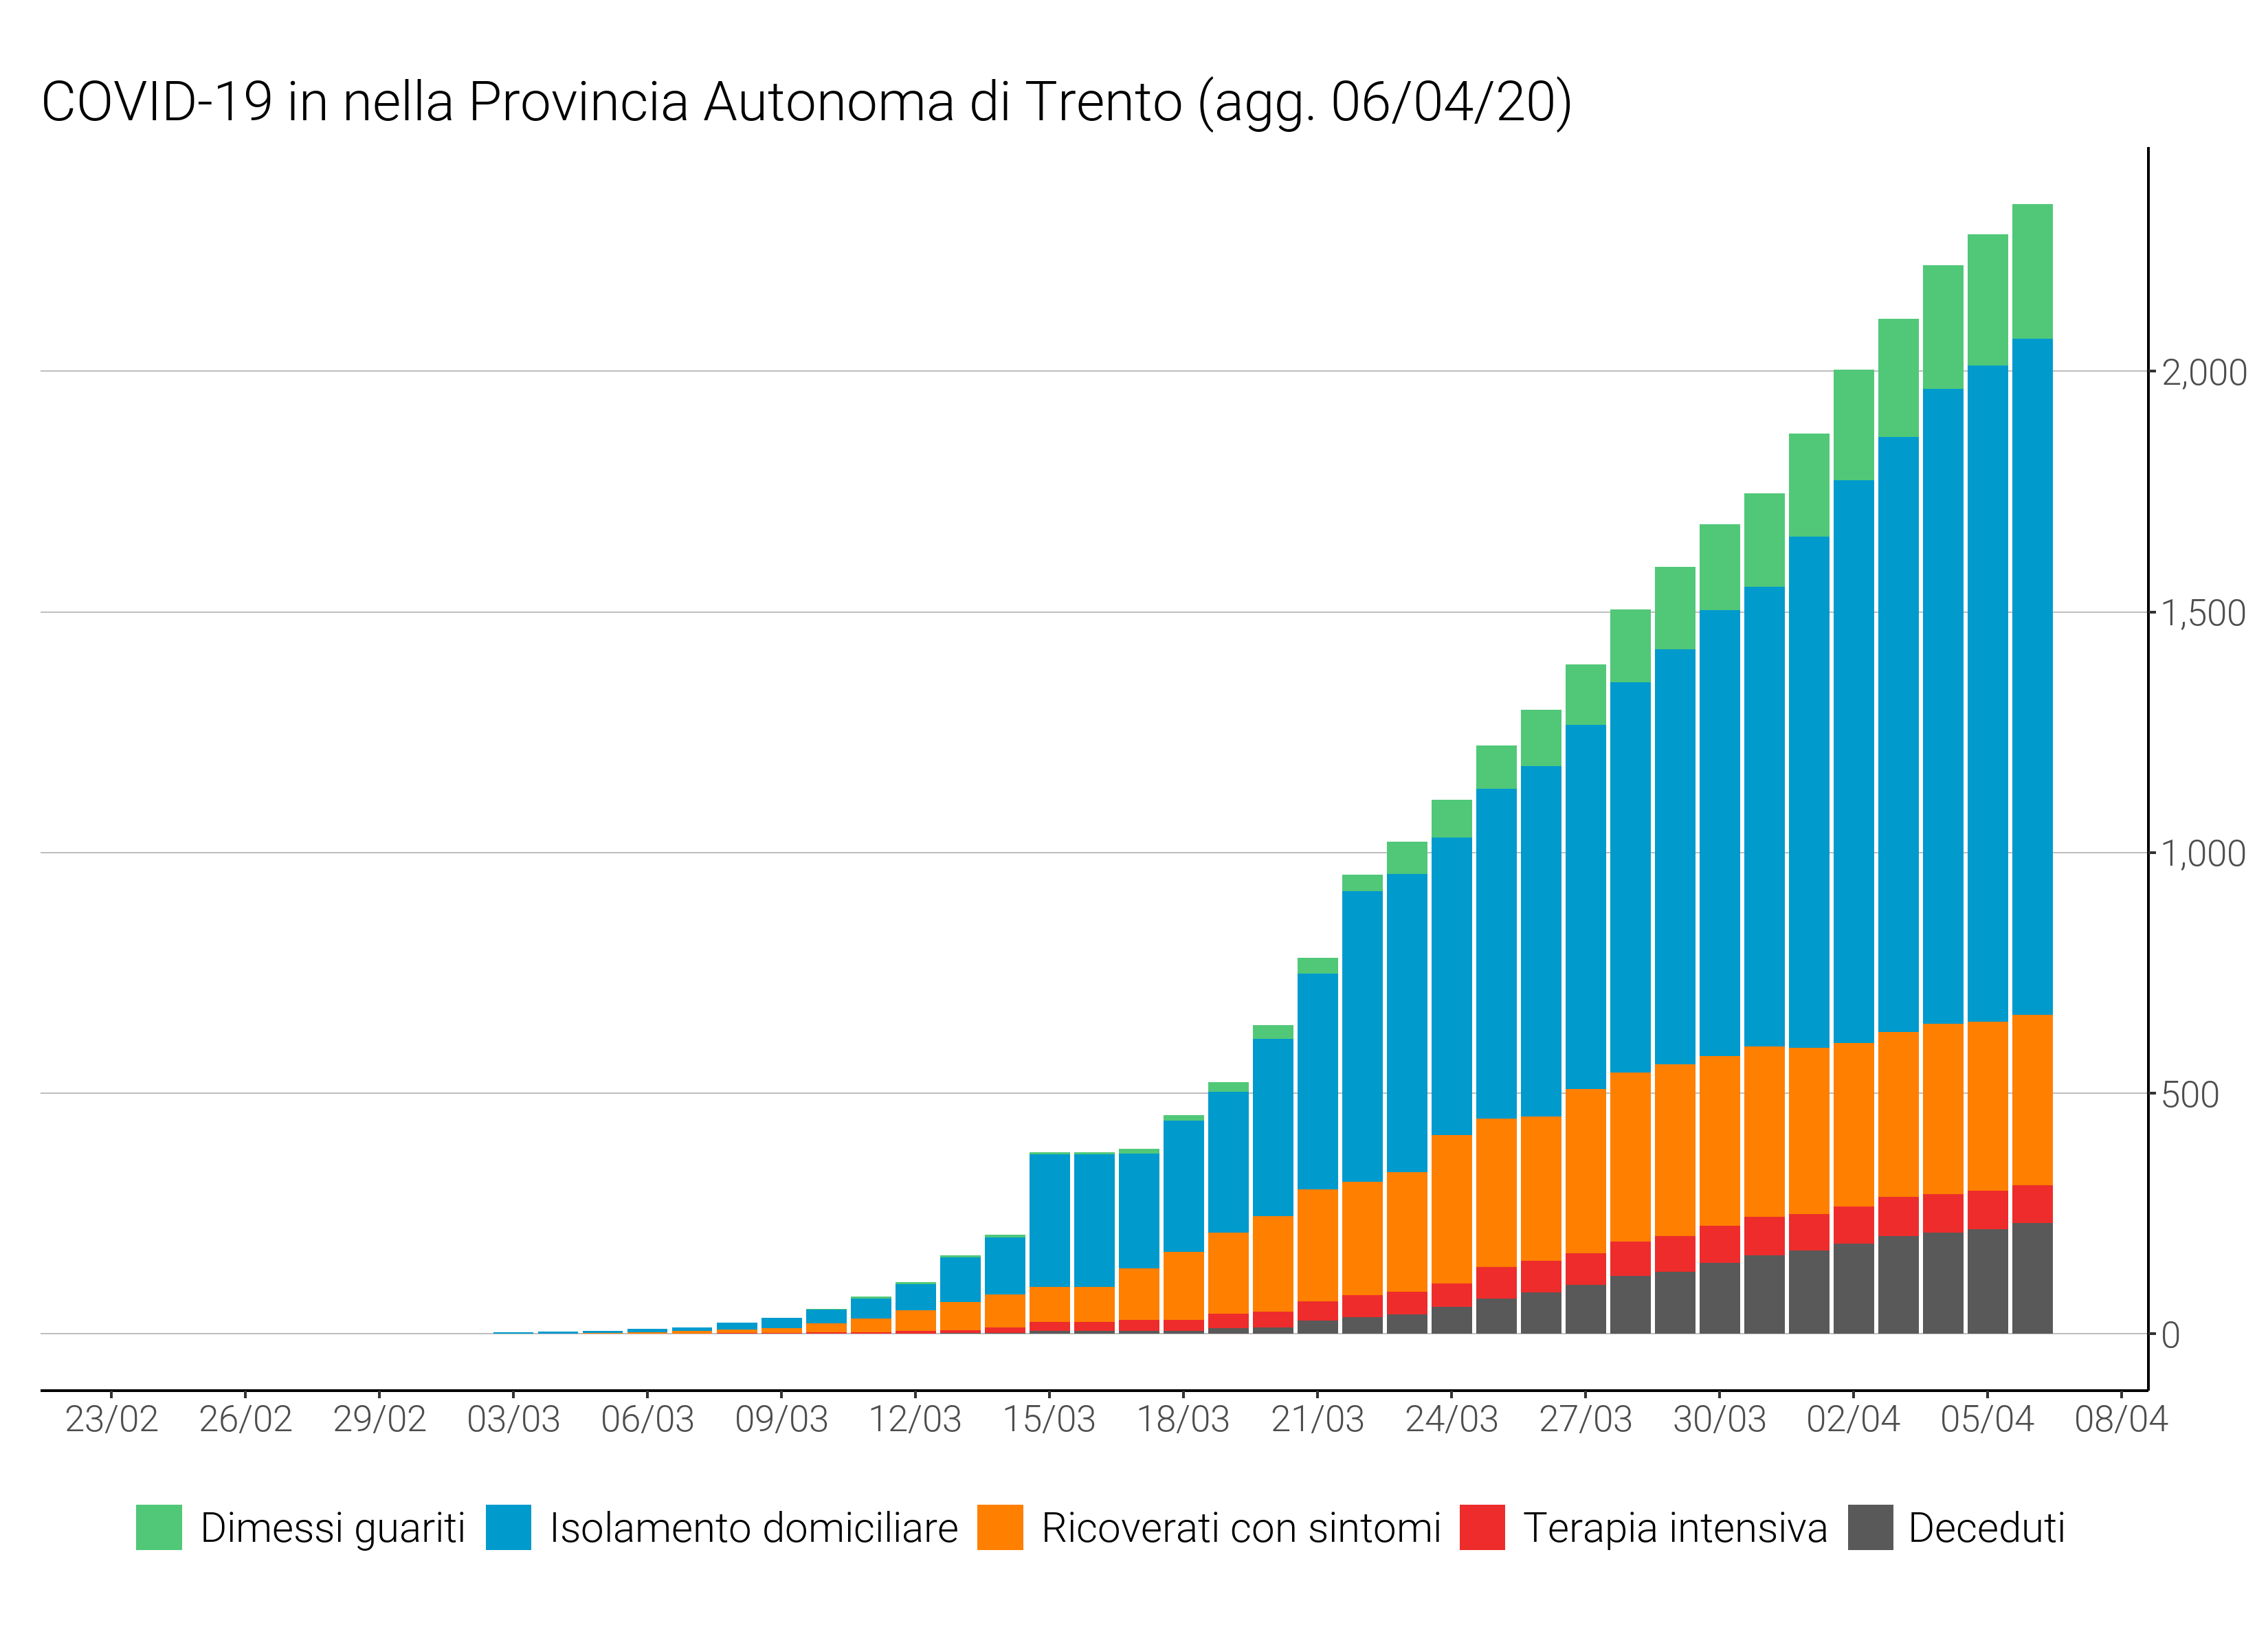 COVID-19 in nella Provincia Autonoma di Trento (agg. 06/04/20)
2,000
1,500
1,000
500
0
23/02 26/02 29/02 03/03 06/03 09/03 12/03 15/03 18/03 21/03 24/03 27/03 30/03 02/04 05/04 08/04
Dimessi guariti Isolamento domiciliare Ricoverati con sintomi Terapia intensiva Deceduti